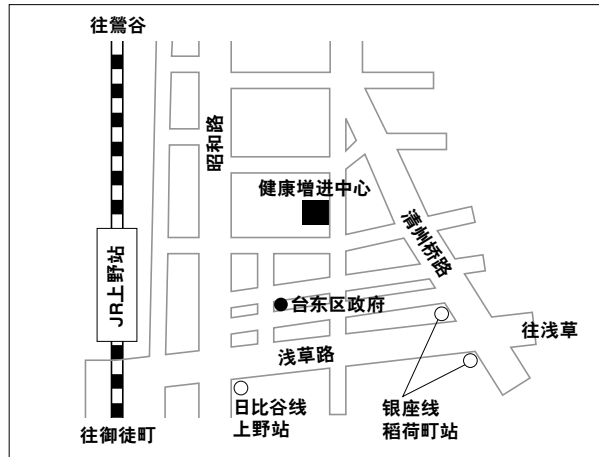 往鶯谷
昭和路
健康増进中心
清州桥路
JR上野站
台东区政府
往浅草
浅草路
日比谷线
上野站
银座线
稻荷町站
往御徒町